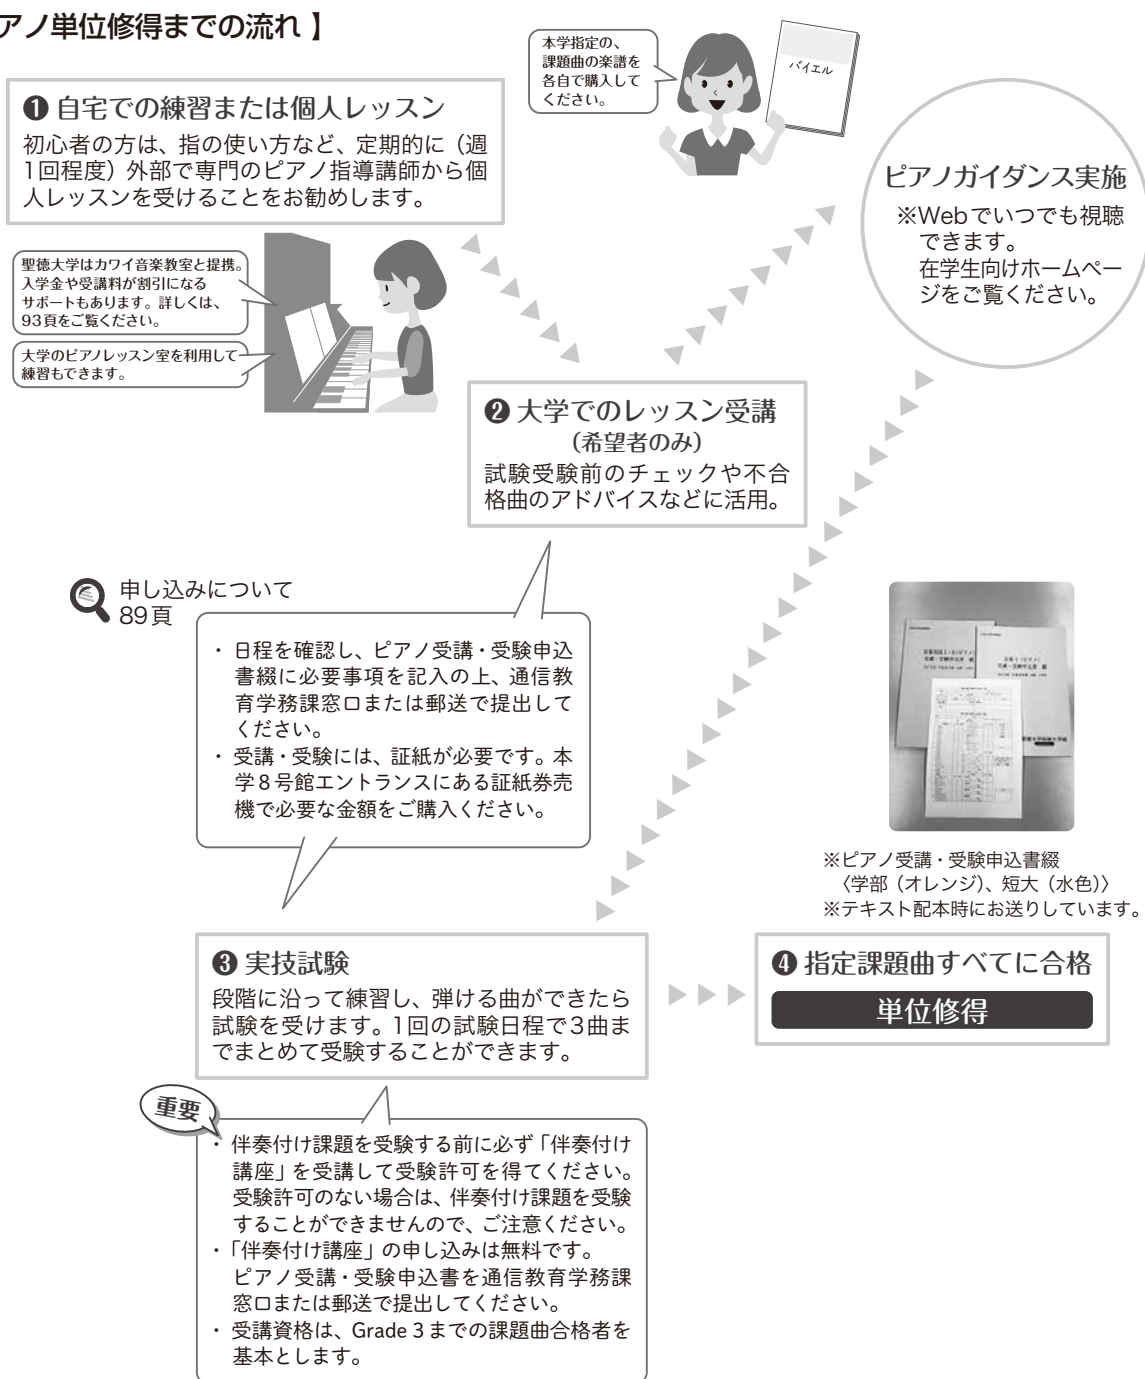 アノ単位修得までの流れ 】
本学指定の、
課題曲の楽譜を
各自で購入して
ください。
バイエル
❶ 自宅での練習または個人レッスン
初心者の方は、指の使い方など、定期的に（週
1回程度）外部で専門のピアノ指導講師から個
人レッスンを受けることをお勧めします。
聖徳大学はカワイ音楽教室と提携。
入学金や受講料が割引になる
サポートもあります。詳しくは、
93頁をご覧ください。
大学のピアノレッスン室を利用して
練習もできます。
ピアノガイダンス実施
※Webでいつでも視聴
できます。
在学生向けホームペー
ジをご覧ください。
❷ 大学でのレッスン受講
（希望者のみ）
試験受験前のチェックや不合
格曲のアドバイスなどに活用。
申し込みについて
89頁
・ 日程を確認し、ピアノ受講・受験申込
書綴に必要事項を記入の上、通信教
育学務課窓口または郵送で提出して
ください。
・ 受講・受験には、証紙が必要です。本
学8号館エントランスにある証紙券売
機で必要な金額をご購入ください。
※ピアノ受講・受験申込書綴
〈学部（オレンジ）、短大（水色）〉
※テキスト配本時にお送りしています。
❸ 実技試験
段階に沿って練習し、弾ける曲ができたら
試験を受けます。1回の試験日程で3曲ま
でまとめて受験することができます。
❹ 指定課題曲すべてに合格
単位修得
重要
・ 伴奏付け課題を受験する前に必ず「伴奏付け
講座」を受講して受験許可を得てください。
受験許可のない場合は、伴奏付け課題を受験
することができませんので、ご注意ください。
・「伴奏付け講座」の申し込みは無料です。
ピアノ受講・受験申込書を通信教育学務課
窓口または郵送で提出してください。
・ 受講資格は、Grade 3までの課題曲合格者を
基本とします。